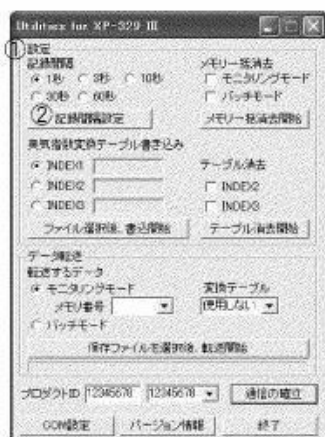 Utilities for XP-329 III
① 設定
記録間隔
1秒 3秒 10秒
30秒 60秒
② 記録間隔設定
メモリー抵消去
モニタリングモード
バッチモード
メモリー抵消去開始
臭気指数変換テーブル書き込み
INDEX1
INDEX2
INDEX3
ファイル選択後、書込開始
テーブル消去
INDEX2
INDEX3
テーブル消去開始
データ転送
転送するデータ
モニタリングモード
メモリ番号
バッチモード
変換テーブル
使用しない
保存ファイルを選択後、転送開始
プロダクトID 12345678 12345678 通信の確立
COM設定 バージョン情報 終了